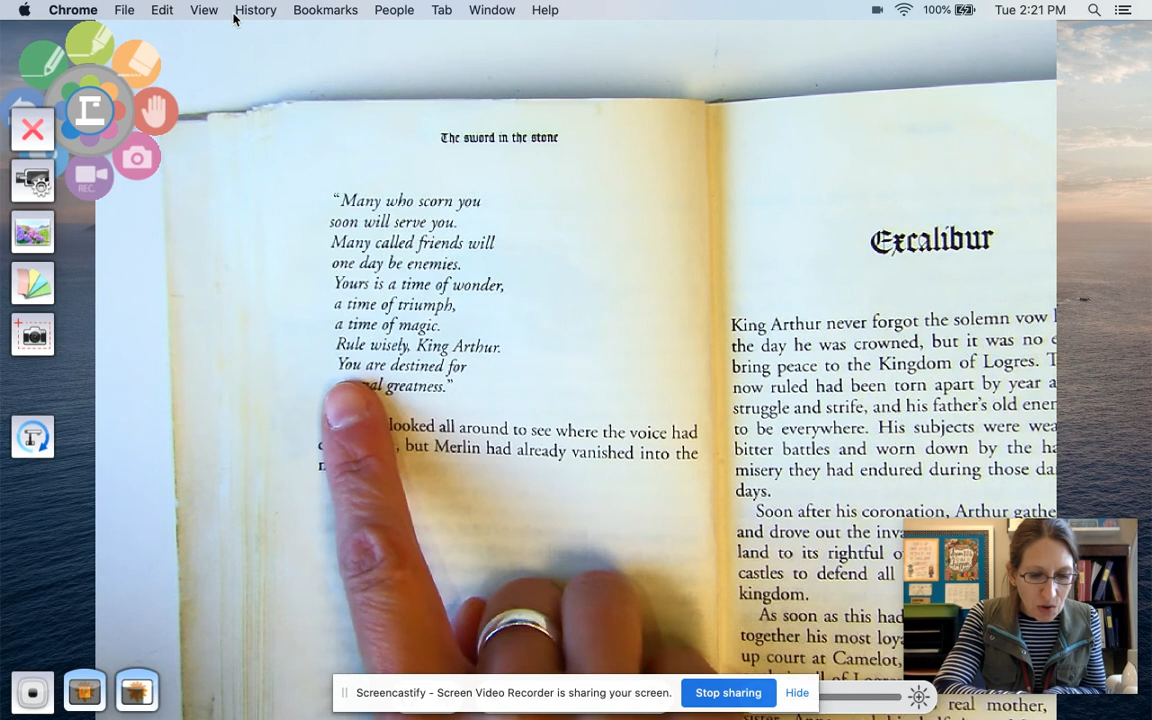 Chrome File Edit View History Bookmarks People Tab Window Help 100% Tue 2:21 PM
REC.
The sword in the stone
“Many who scorn you
soon will serve you.
Many called friends will
one day be enemies.
Yours is a time of wonder,
a time of triumph,
a time of magic.
Rule wisely, King Arthur.
You are destined for
greatness.”
looked all around to see where the voice had
, but Merlin had already vanished into the
Excalibur
King Arthur never forgot the solemn vow
the day he was crowned, but it was no
bring peace to the Kingdom of Logres.
now ruled had been torn apart by year a
struggle and strife, and his father's old
to be everywhere. His subjects were
bitter battles and worn down by the
misery they had endured during those
days.
Soon after his coronation, Arthur
and drove out the
land to its rightful
castles to defend all
kingdom.
As soon as this had
together his most
up court at Camelot,
of
real mother,
Screencastify - Screen Video Recorder is sharing your screen. Stop sharing Hide